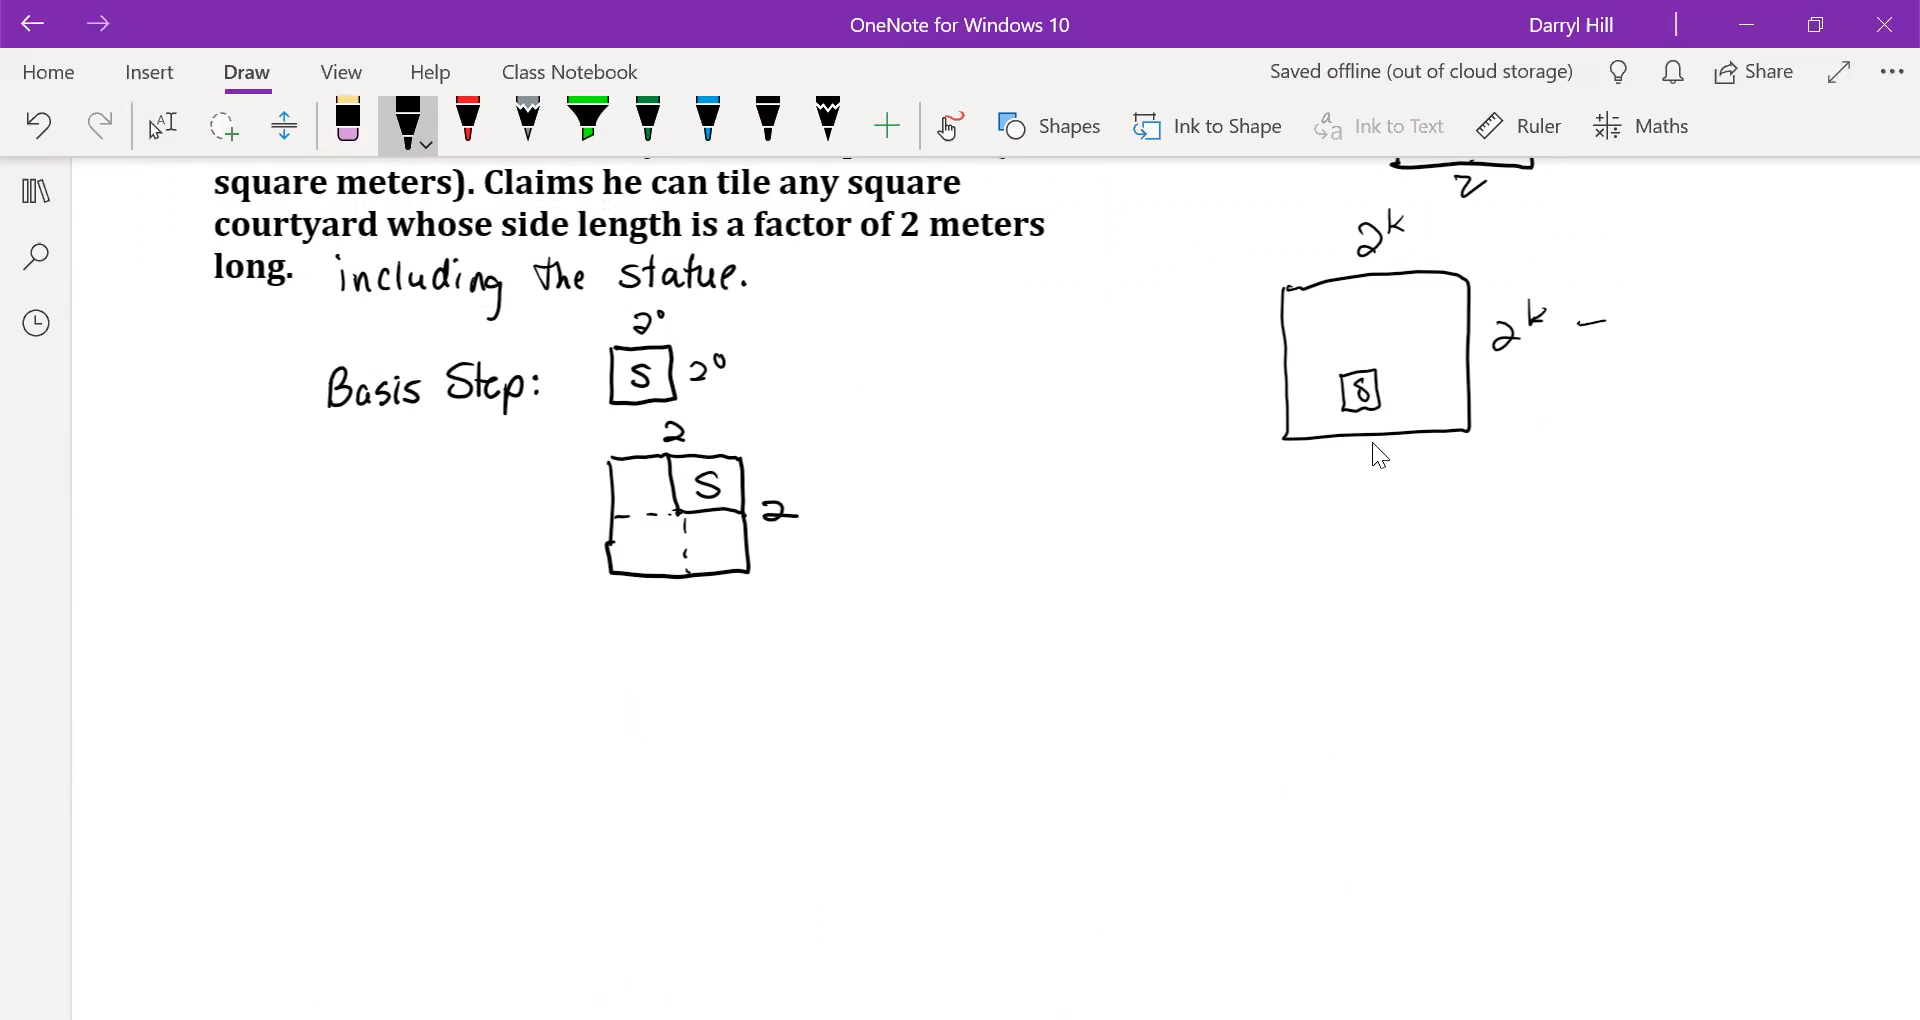 OneNote for Windows 10
Darryl Hill
Home Insert Draw View Help Class Notebook
Saved offline (out of cloud storage) Share
Shapes Ink to Shape Ink to Text Ruler Maths
square meters). Claims he can tile any square
courtyard whose side length is a factor of 2 meters
long. including the statue.
2⁰
Basis Step: S 2⁰
2
S
2
2
2ᵏ
2ᵏ –
S